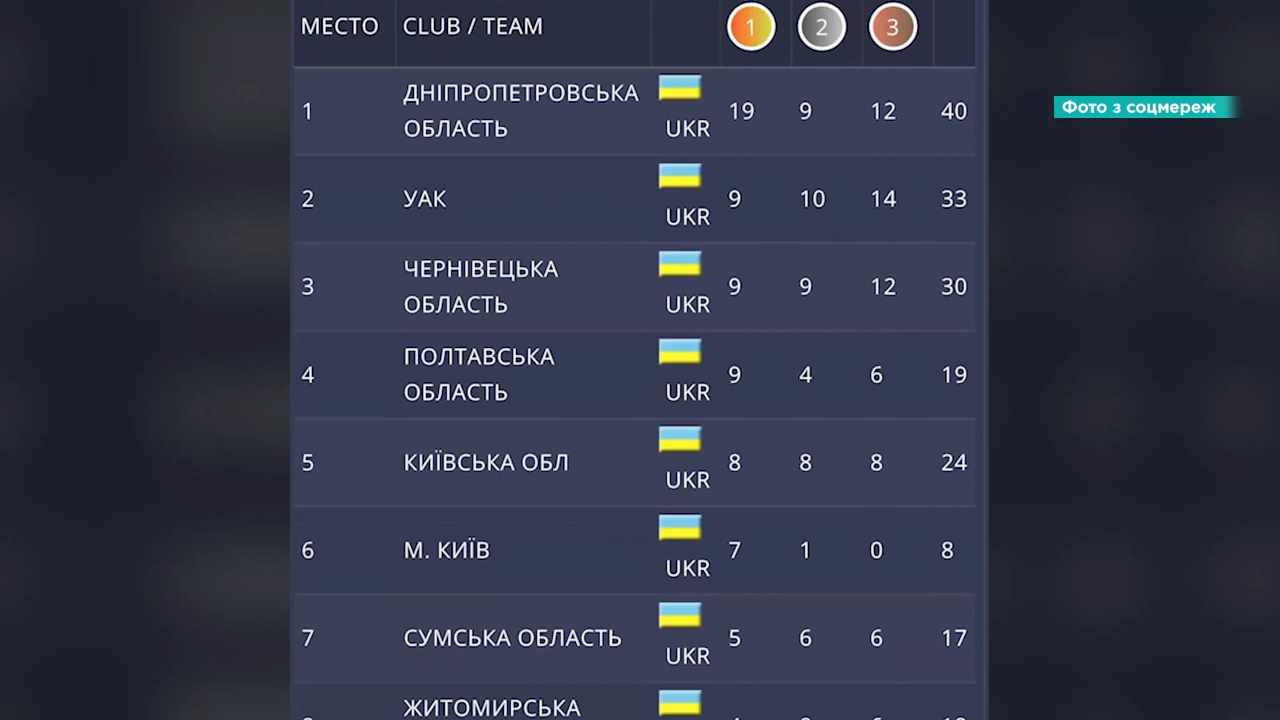 МЕСТО CLUB / TEAM 1 2 3
Фото з соцмереж
1 ДНІПРОПЕТРОВСЬКА ОБЛАСТЬ UKR 19 9 12 40
2 УАК UKR 9 10 14 33
3 ЧЕРНІВЕЦЬКА ОБЛАСТЬ UKR 9 9 12 30
4 ПОЛТАВСЬКА ОБЛАСТЬ UKR 9 4 6 19
5 КИЇВСЬКА ОБЛ UKR 8 8 8 24
6 М. КИЇВ UKR 7 1 0 8
7 СУМСЬКА ОБЛАСТЬ UKR 5 6 6 17
ЖИТОМИРСЬКА